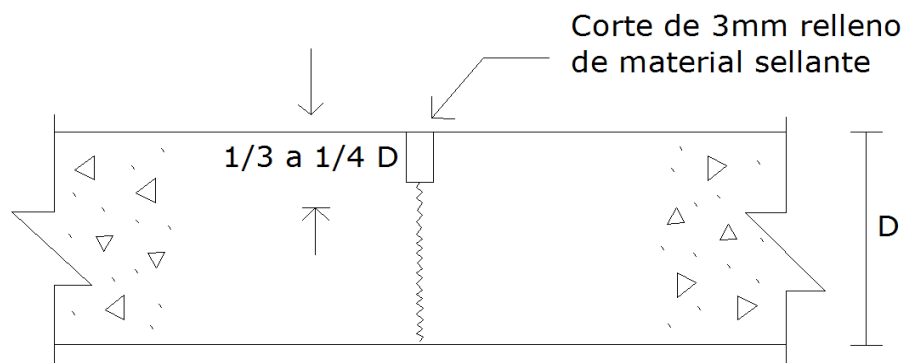 Corte de 3mm relleno
de material sellante
1/3 a 1/4 D
D